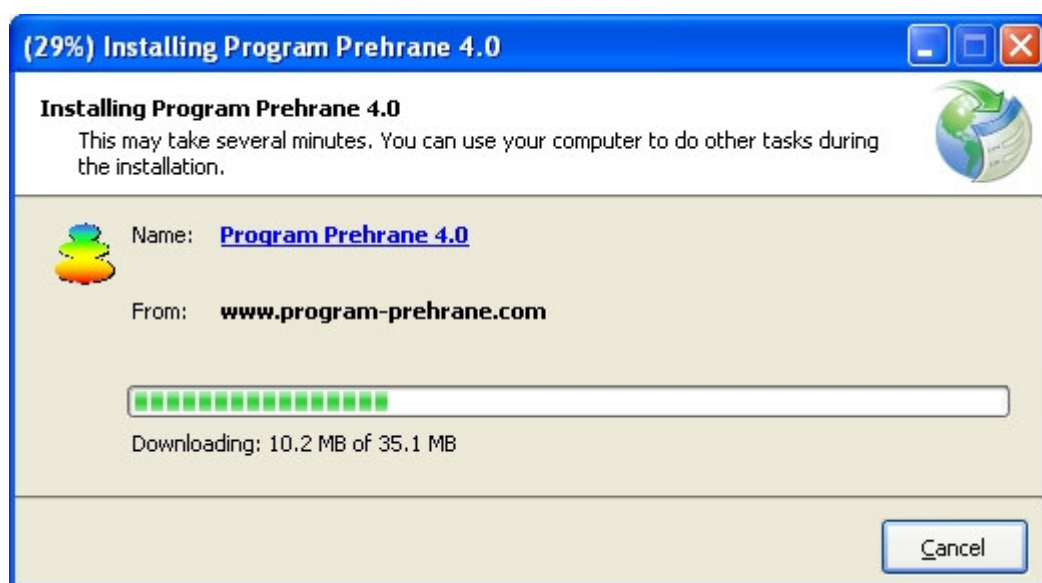 (29%) Installing Program Prehrane 4.0
Installing Program Prehrane 4.0
This may take several minutes. You can use your computer to do other tasks during
the installation.
Name: Program Prehrane 4.0
From: www.program-prehrane.com
Downloading: 10.2 MB of 35.1 MB
Cancel